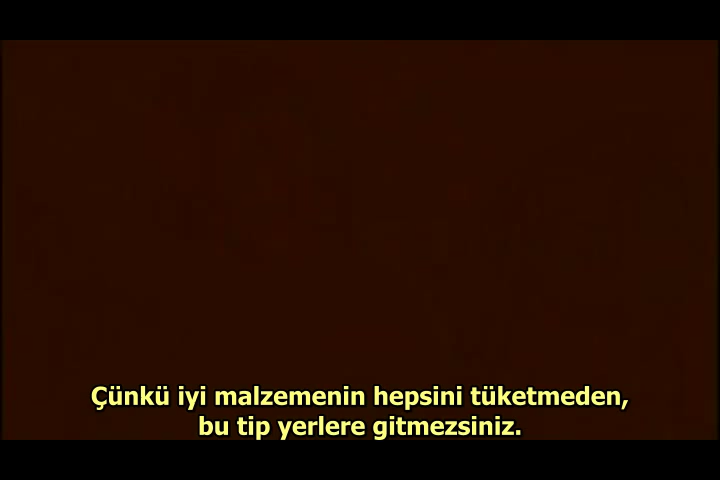 Çünkü iyi malzemenin hepsini tüketmeden,
bu tip yerlere gitmezsiniz.